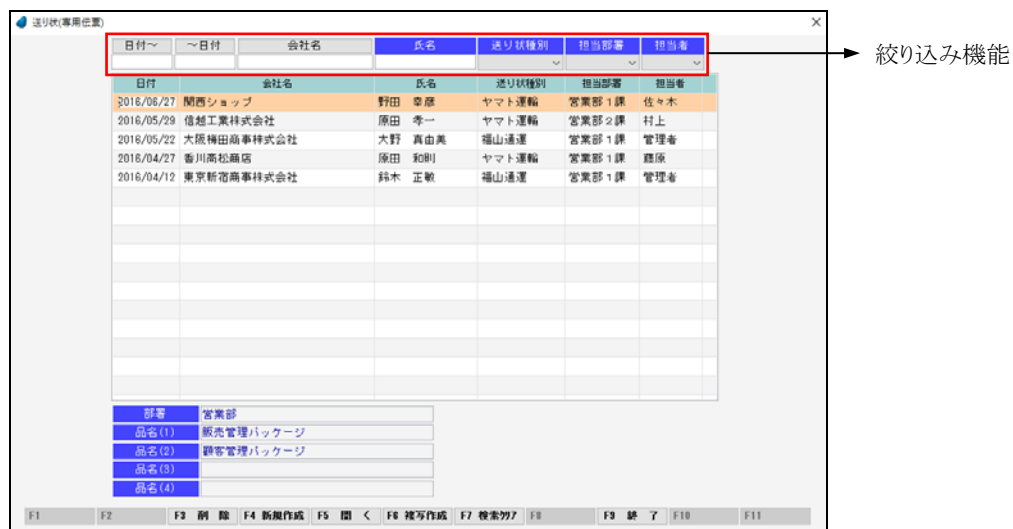 送り状(専用伝票)
日付～ ～日付 会社名 氏名 送り状種別 担当部署 担当者
絞り込み機能
日付 会社名 氏名 送り状種別 担当部署 担当者
2016/06/27 関西ショップ 野田 幸彦 ヤマト運輸 営業部1課 佐々木
2016/05/29 信越工業株式会社 原田 孝一 ヤマト運輸 営業部2課 村上
2016/05/22 大阪梅田商事株式会社 大野 真由美 福山通運 営業部1課 管理者
2016/04/27 香川高松商店 原田 和則 ヤマト運輸 営業部1課 藤原
2016/04/12 東京新宿商事株式会社 鈴木 正敏 福山通運 営業部1課 管理者
部署 営業部
品名(1) 販売管理パッケージ
品名(2) 顧客管理パッケージ
品名(3)
品名(4)
F1 F2 F3 削 除 F4 新規作成 F5 開 く F6 複写作成 F7 検索ｸﾘｱ F8 F9 終 了 F10 F11